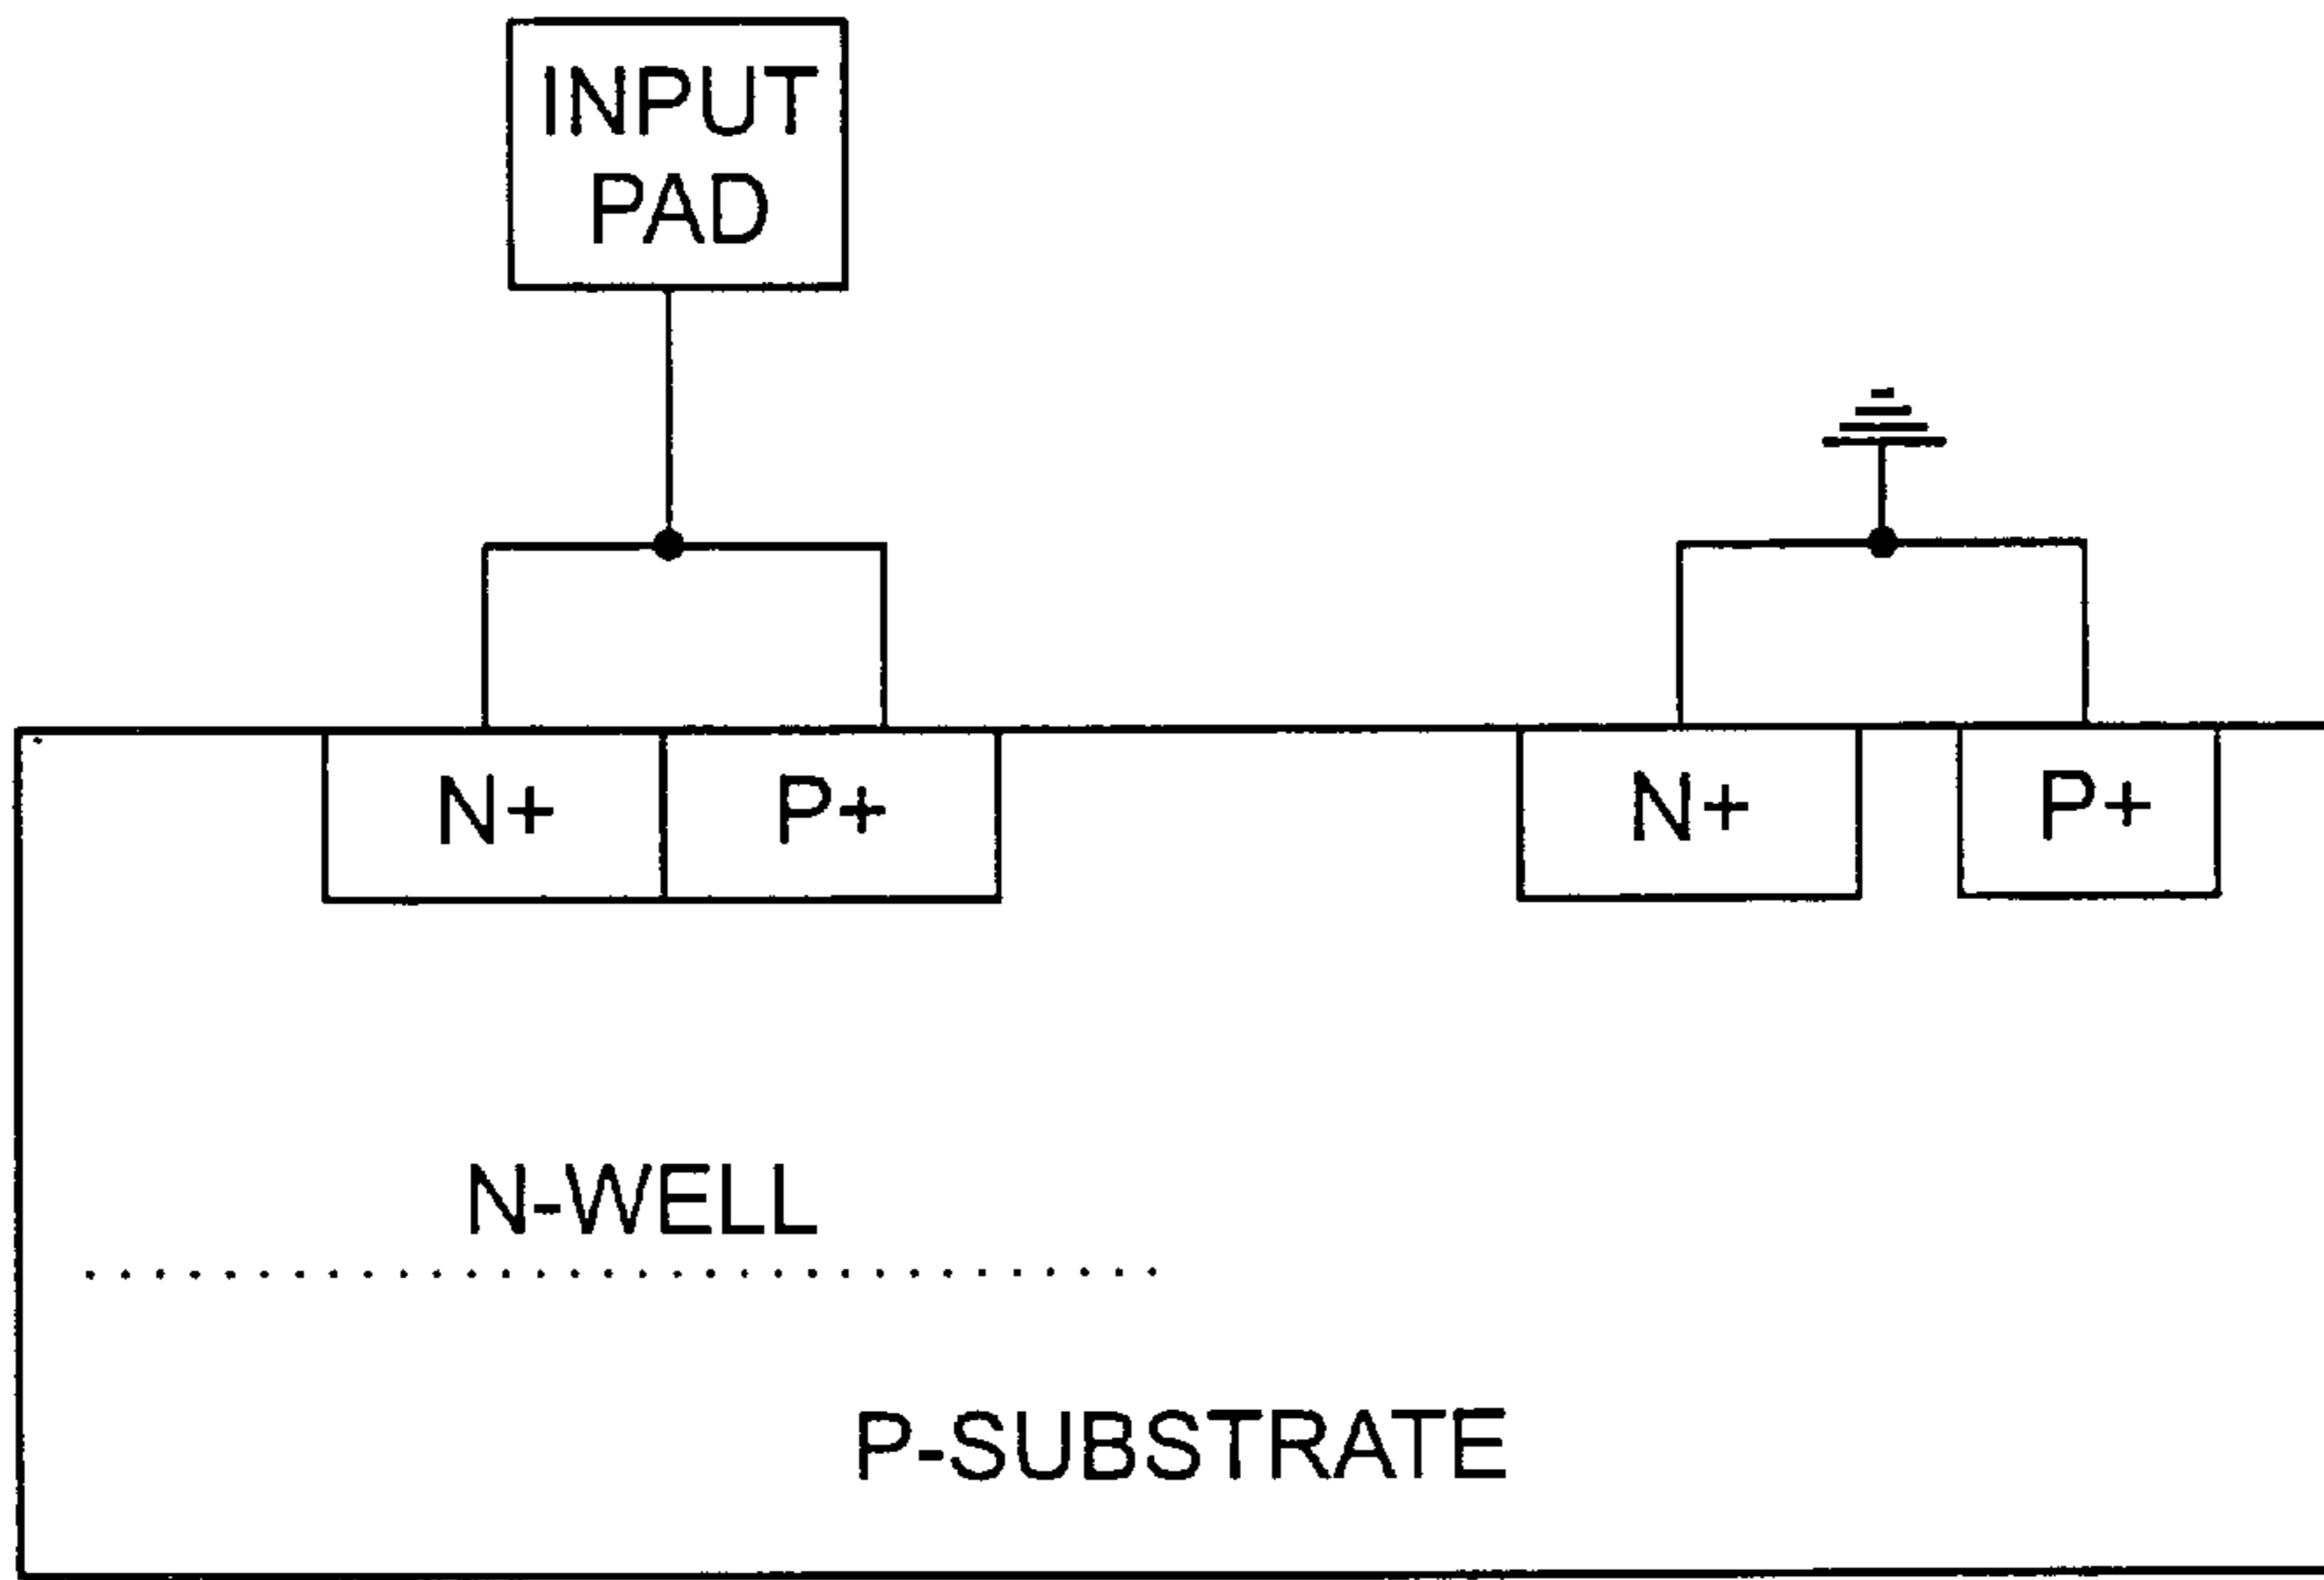 INPUT
PAD
N+
P+
N+
P+
N-WELL
P-SUBSTRATE